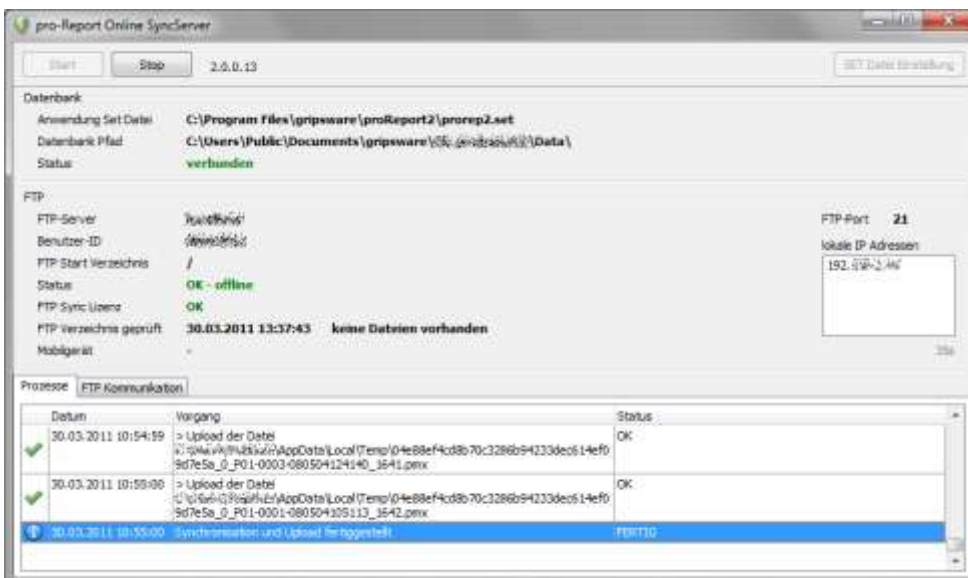 pro-Report Online SyncServer
Start Stop 2.0.0.13 SET Datei Einstellung
Datenbank
Anwendung Set Datei C:\Program Files\gripsware\proReport2\prorep2.set
Datenbank Pfad C:\Users\Public\Documents\gripsware\ \Data\
Status verbunden
FTP
FTP-Server FTP-Port 21
Benutzer-ID lokale IP Adressen
FTP Start Verzeichnis / 192.
Status OK - offline
FTP Sync Lizenz OK
FTP Verzeichnis geprüft 30.03.2011 13:37:43 keine Dateien vorhanden
Mobilgerät -
Prozesse FTP Kommunikation
Datum Vorgang Status
30.03.2011 10:54:59 > Upload der Datei OK
\AppData\Local\Temp\04e88ef4cd8b70c3286b94233dec614ef0
9d7e5a_0_P01-0003-080504124140_1641.pmx
30.03.2011 10:55:00 > Upload der Datei OK
\AppData\Local\Temp\04e88ef4cd8b70c3286b94233dec614ef0
9d7e5a_0_P01-0001-080504105113_1642.pmx
30.03.2011 10:55:00 Synchronisation und Upload fertiggestellt. FERTIG